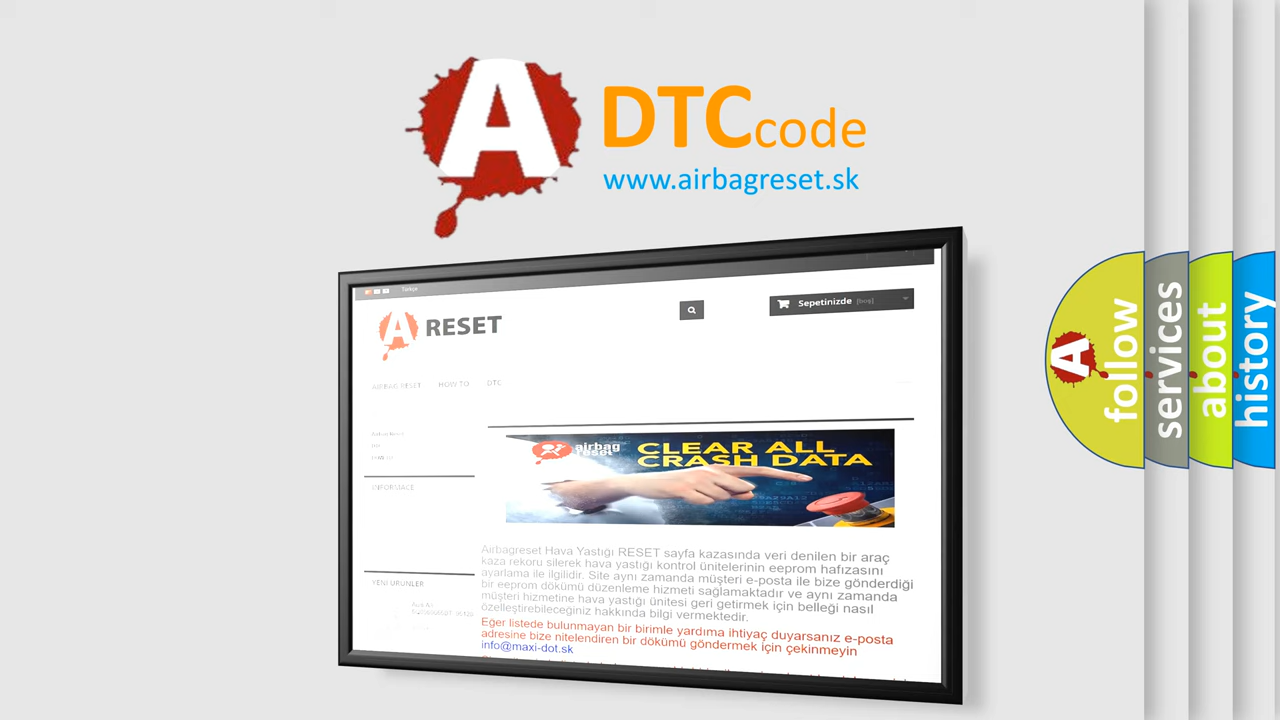 A DTCcode
www.airbagreset.sk
Türkçe
A RESET
Sepetinizde [boş]
AIRBAG RESET HOW TO DTC
INFORMACE
airbag
reset
CLEAR ALL
CRASH DATA
Airbagreset Hava Yastığı RESET sayfa kazasında veri denilen bir araç
kaza rekoru silerek hava yastığı kontrol ünitelerinin eeprom hafızasını
ayarlama ile ilgilidir. Site aynı zamanda müşteri e-posta ile bize gönderdiği
bir eeprom dökümü düzenleme hizmeti sağlamaktadır ve aynı zamanda
müşteri hizmetine hava yastığı ünitesi geri getirmek için belleği nasıl
özelleştirebileceğiniz hakkında bilgi vermektedir.
Eğer listede bulunmayan bir birimle yardıma ihtiyaç duyarsanız e-posta
adresine bize nitelendiren bir dökümü göndermek için çekinmeyin
info@maxi-dot.sk
YENI ÜRÜNLER
A follow
services
about
history